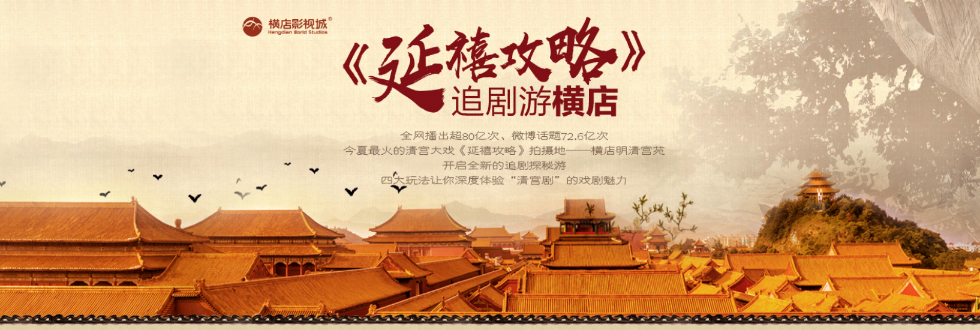 横店影视城®
Hengdian World Studios
《延禧攻略》
追剧游横店
全网播出超80亿次、微博话题72.6亿次
今夏最火的清宫大戏《延禧攻略》拍摄地——横店明清宫苑
开启全新的追剧探秘游
四大玩法让你深度体验“清宫剧”的戏剧魅力